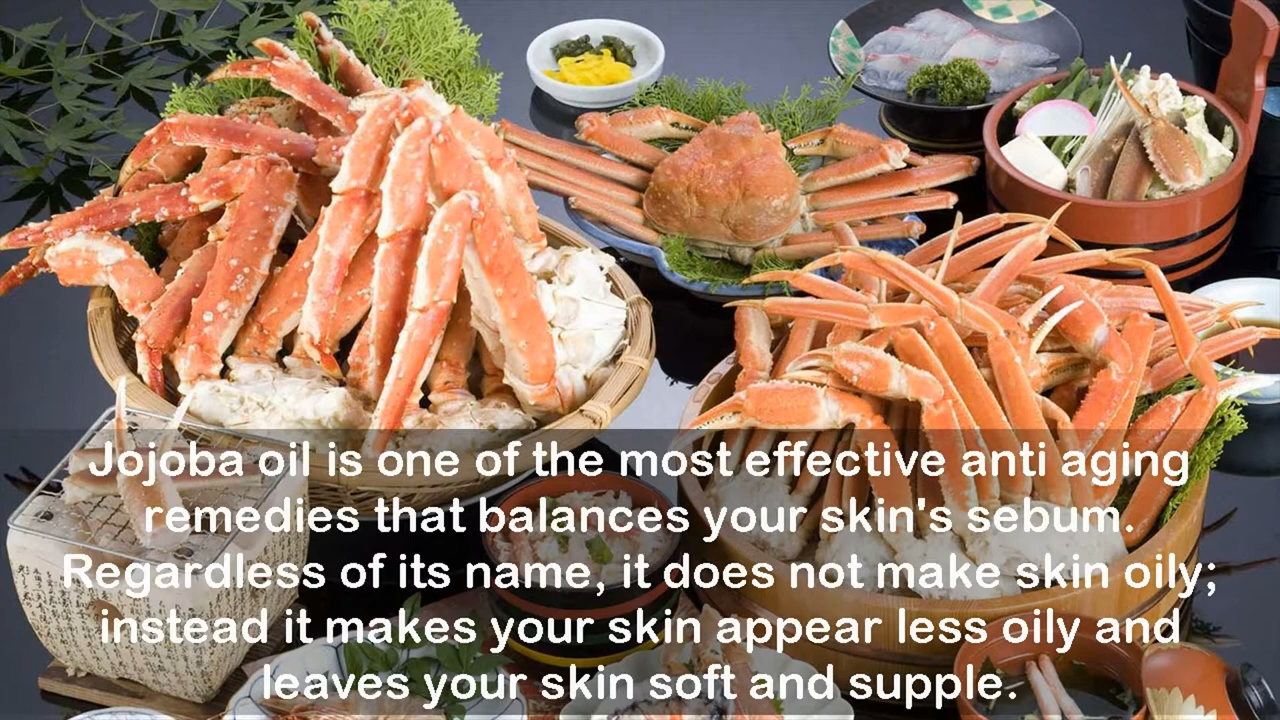 Jojoba oil is one of the most effective anti aging
remedies that balances your skin's sebum.
Regardless of its name, it does not make skin oily;
instead it makes your skin appear less oily and
leaves your skin soft and supple.